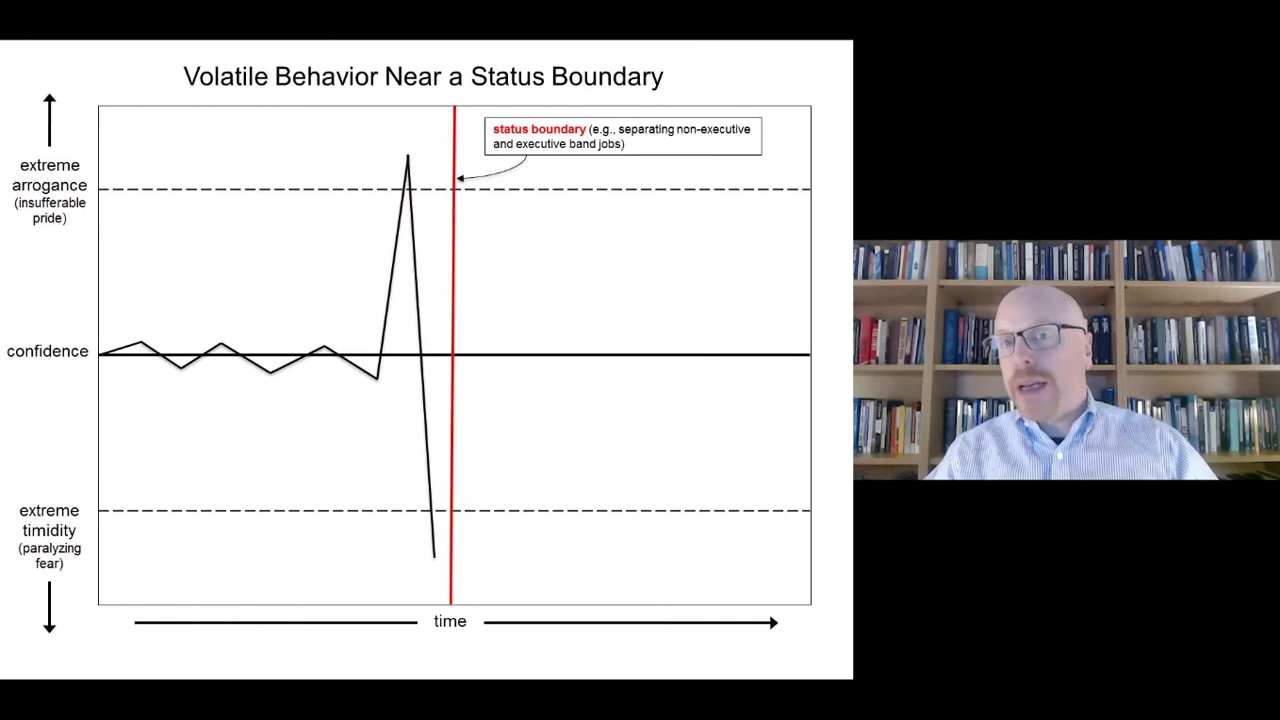 Volatile Behavior Near a Status Boundary
status boundary (e.g., separating non-executive
and executive band jobs)
extreme
arrogance
(insufferable
pride)
confidence
extreme
timidity
(paralyzing
fear)
time